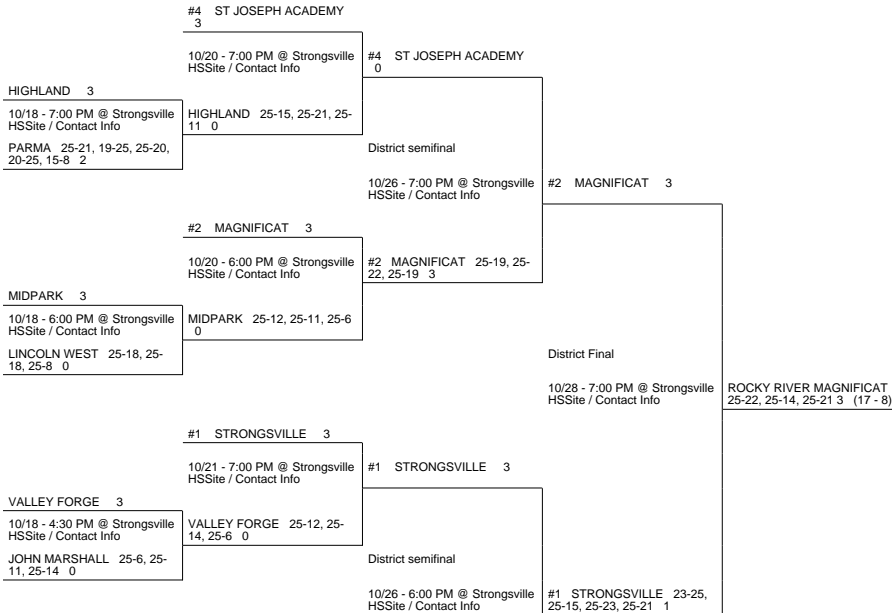 #4 ST JOSEPH ACADEMY
3
10/20 - 7:00 PM @ Strongsville
HSSite / Contact Info
#4 ST JOSEPH ACADEMY
0
HIGHLAND 3
10/18 - 7:00 PM @ Strongsville
HSSite / Contact Info
HIGHLAND 25-15, 25-21, 25-
11 0
PARMA 25-21, 19-25, 25-20,
20-25, 15-8 2
District semifinal
10/26 - 7:00 PM @ Strongsville
HSSite / Contact Info
#2 MAGNIFICAT 3
#2 MAGNIFICAT 3
10/20 - 6:00 PM @ Strongsville
HSSite / Contact Info
#2 MAGNIFICAT 25-19, 25-
22, 25-19 3
MIDPARK 3
10/18 - 6:00 PM @ Strongsville
HSSite / Contact Info
MIDPARK 25-12, 25-11, 25-6
0
LINCOLN WEST 25-18, 25-
18, 25-8 0
District Final
10/28 - 7:00 PM @ Strongsville
HSSite / Contact Info
ROCKY RIVER MAGNIFICAT
25-22, 25-14, 25-21 3 (17 - 8)
#1 STRONGSVILLE 3
10/21 - 7:00 PM @ Strongsville
HSSite / Contact Info
#1 STRONGSVILLE 3
VALLEY FORGE 3
10/18 - 4:30 PM @ Strongsville
HSSite / Contact Info
VALLEY FORGE 25-12, 25-
14, 25-6 0
JOHN MARSHALL 25-6, 25-
11, 25-14 0
District semifinal
10/26 - 6:00 PM @ Strongsville
HSSite / Contact Info
#1 STRONGSVILLE 23-25,
25-15, 25-23, 25-21 1